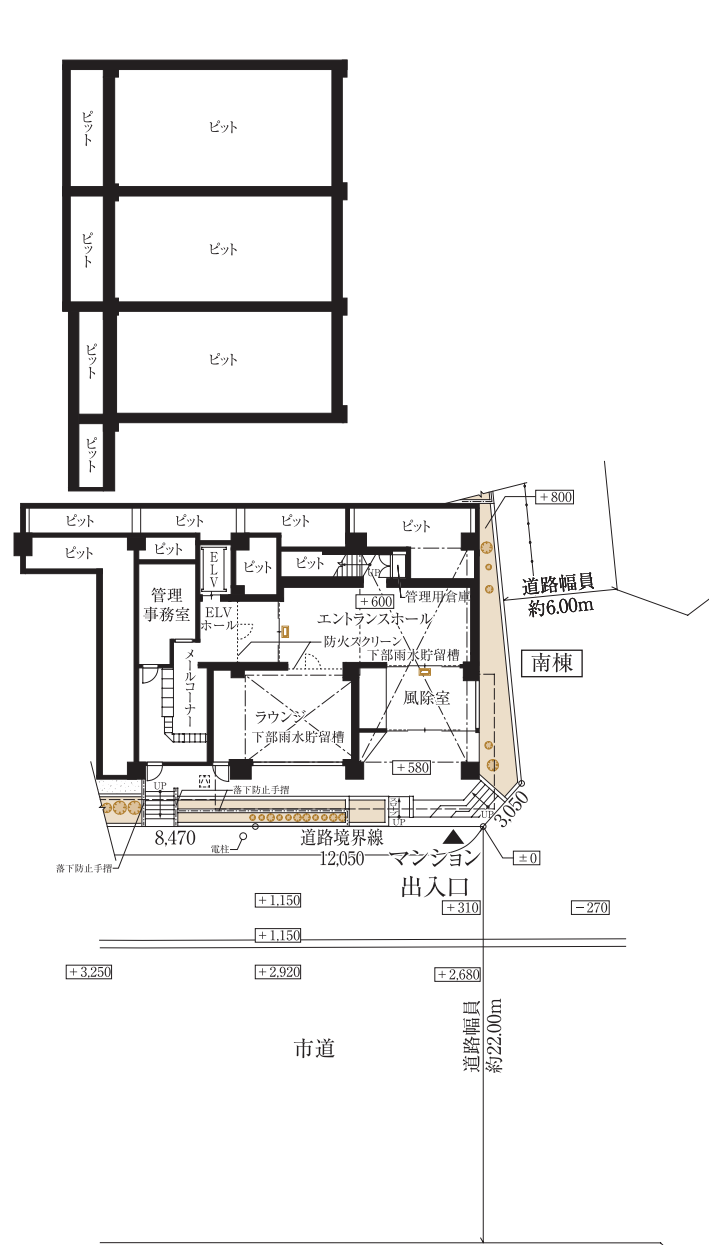 ピット
ピット
ピット
ピット
ピット
ピット
ピット
+800
ピット
ピット
ピット
ピット
ピット
ピット
ピット
ピット
ELV
UP
管理
事務室
ELV
ホール
+600
管理用倉庫
エントランスホール
防火スクリーン
下部雨水貯留槽
道路幅員
約6.00m
南棟
メールコーナー
風除室
ラウンジ
下部雨水貯留槽
+580
UP
落下防止手摺
UP
UP
3.050
8,470
電柱
道路境界線
12,050
マンション
出入口
±0
落下防止手摺
+1,150
+310
−270
+1,150
+3,250
+2,920
+2,680
道路幅員
約22.00m
市道